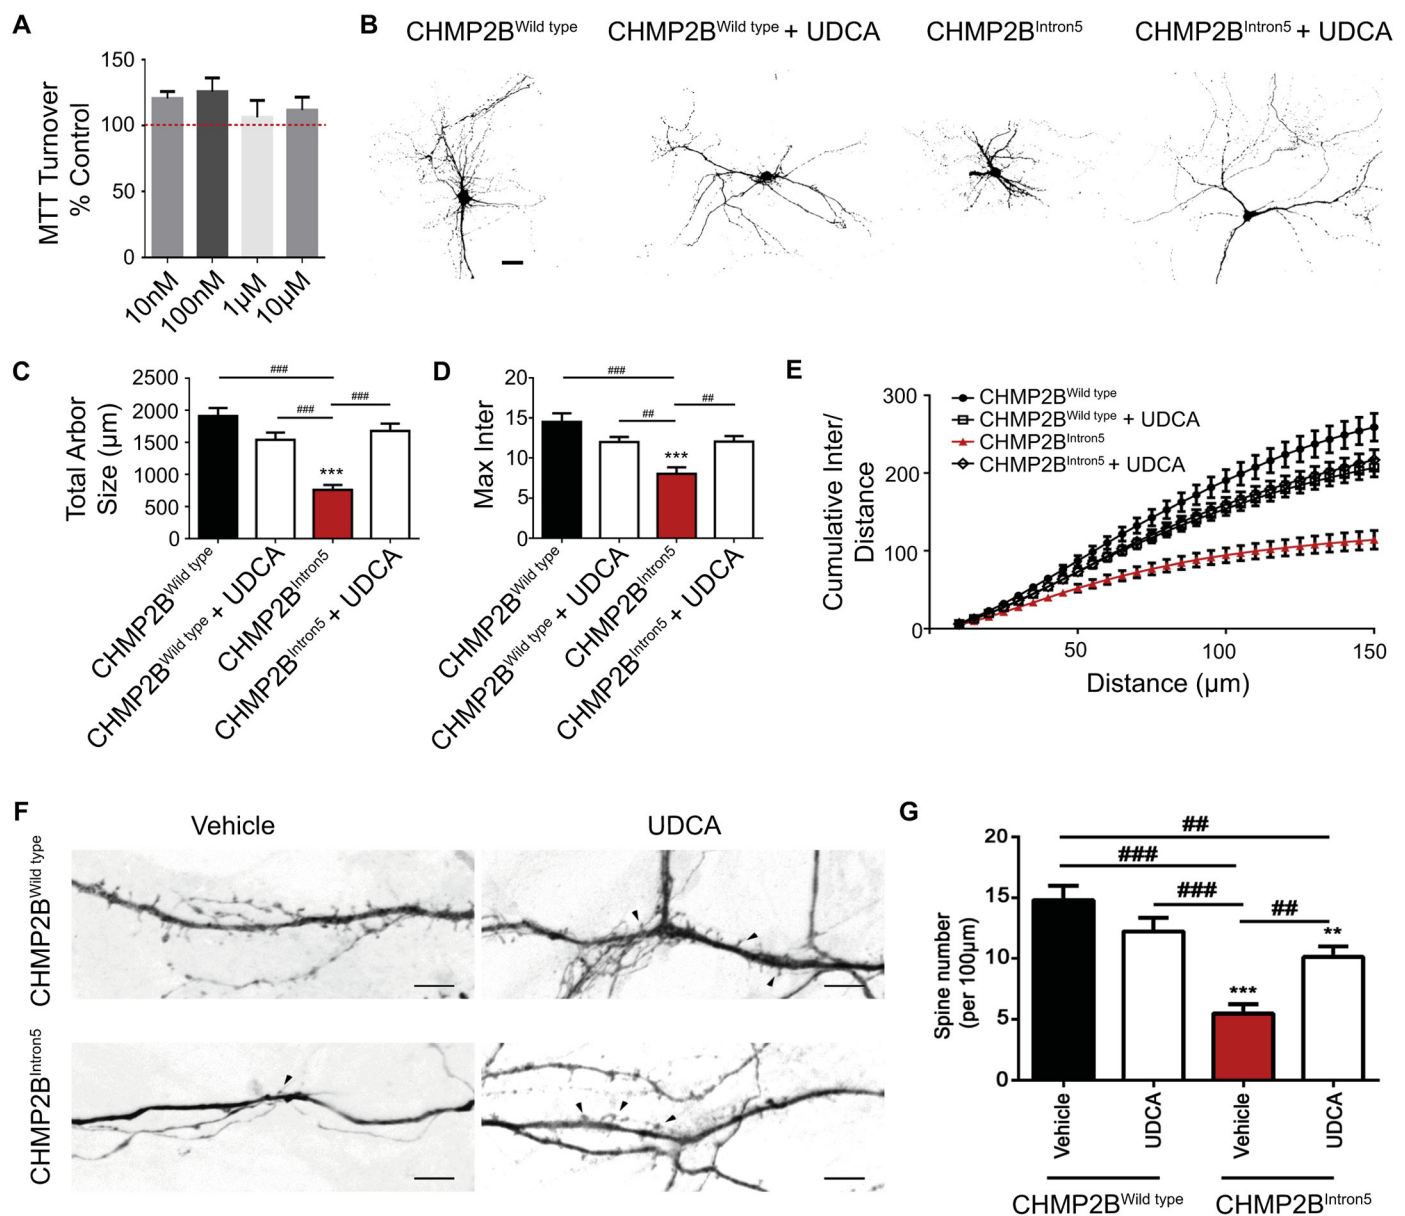 A
MTT Turnover
% Control
150
100
50
0
10nM
100nM
1µM
10µM
B
CHMP2BWild type
CHMP2BWild type + UDCA
CHMP2BIntron5
CHMP2BIntron5 + UDCA
C
Total Arbor
Size (µm)
2500
2000
1500
1000
500
0
###
###
###
***
CHMP2BWild type
CHMP2BWild type + UDCA
CHMP2BIntron5
CHMP2BIntron5 + UDCA
D
Max Inter
20
15
10
5
0
###
##
##
***
CHMP2BWild type
CHMP2BWild type + UDCA
CHMP2BIntron5
CHMP2BIntron5 + UDCA
E
Cumulative Inter/
Distance
300
200
100
0
CHMP2BWild type
CHMP2BWild type + UDCA
CHMP2BIntron5
CHMP2BIntron5 + UDCA
50
100
150
Distance (µm)
F
Vehicle
UDCA
CHMP2BWild type
CHMP2BIntron5
G
Spine number
(per 100µm)
20
15
10
5
0
##
###
###
##
**
***
Vehicle
UDCA
Vehicle
UDCA
CHMP2BWild type
CHMP2BIntron5